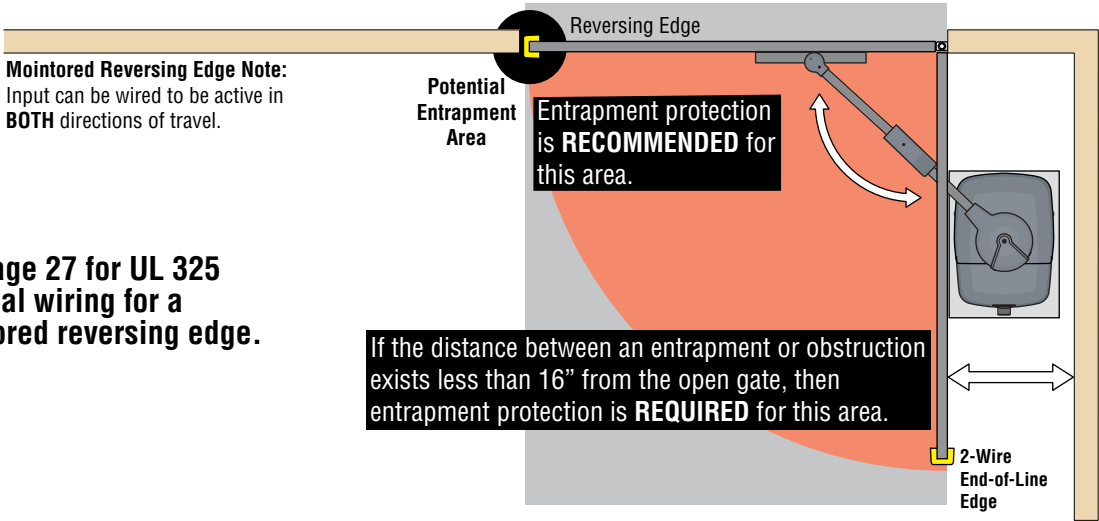 Reversing Edge
Mointored Reversing Edge Note:
Input can be wired to be active in
BOTH directions of travel.
Potential
Entrapment
Area
Entrapment protection
is RECOMMENDED for
this area.
27 for UL 325
wiring for a
reversing edge.
If the distance between an entrapment or obstruction
exists less than 16” from the open gate, then
entrapment protection is REQUIRED for this area.
2-Wire
End-of-Line
Edge